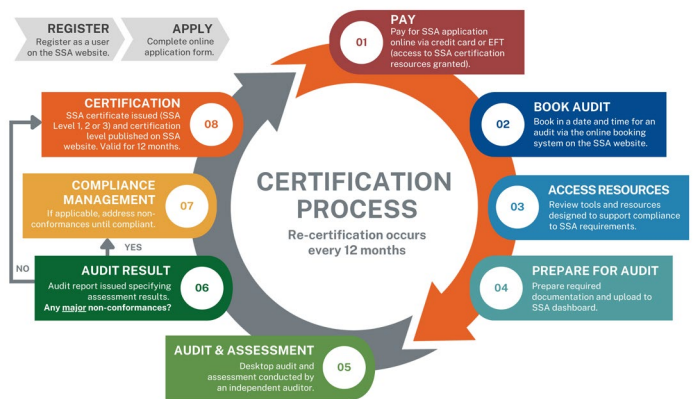 REGISTER
Register as a user
on the SSA website.
APPLY
Complete online
application form.
01
PAY
Pay for SSA application
online via credit card or EFT
(access to SSA certification
resources granted).
02
BOOK AUDIT
Book in a date and time for an
audit via the online booking
system on the SSA website.
03
ACCESS RESOURCES
Review tools and resources
designed to support compliance
to SSA requirements.
04
PREPARE FOR AUDIT
Prepare required
documentation and upload to
SSA dashboard.
AUDIT & ASSESSMENT
Desktop audit and
assessment conducted by
an independent auditor.
05
AUDIT RESULT
Audit report issued specifying
assessment results.
Any major non-conformances?
06
NO
YES
COMPLIANCE
MANAGEMENT
If applicable, address non-
conformances until compliant.
07
CERTIFICATION
SSA certificate issued (SSA
Level 1, 2 or 3) and certification
level published on SSA
website. Valid for 12 months.
08
CERTIFICATION
PROCESS
Re-certification occurs
every 12 months